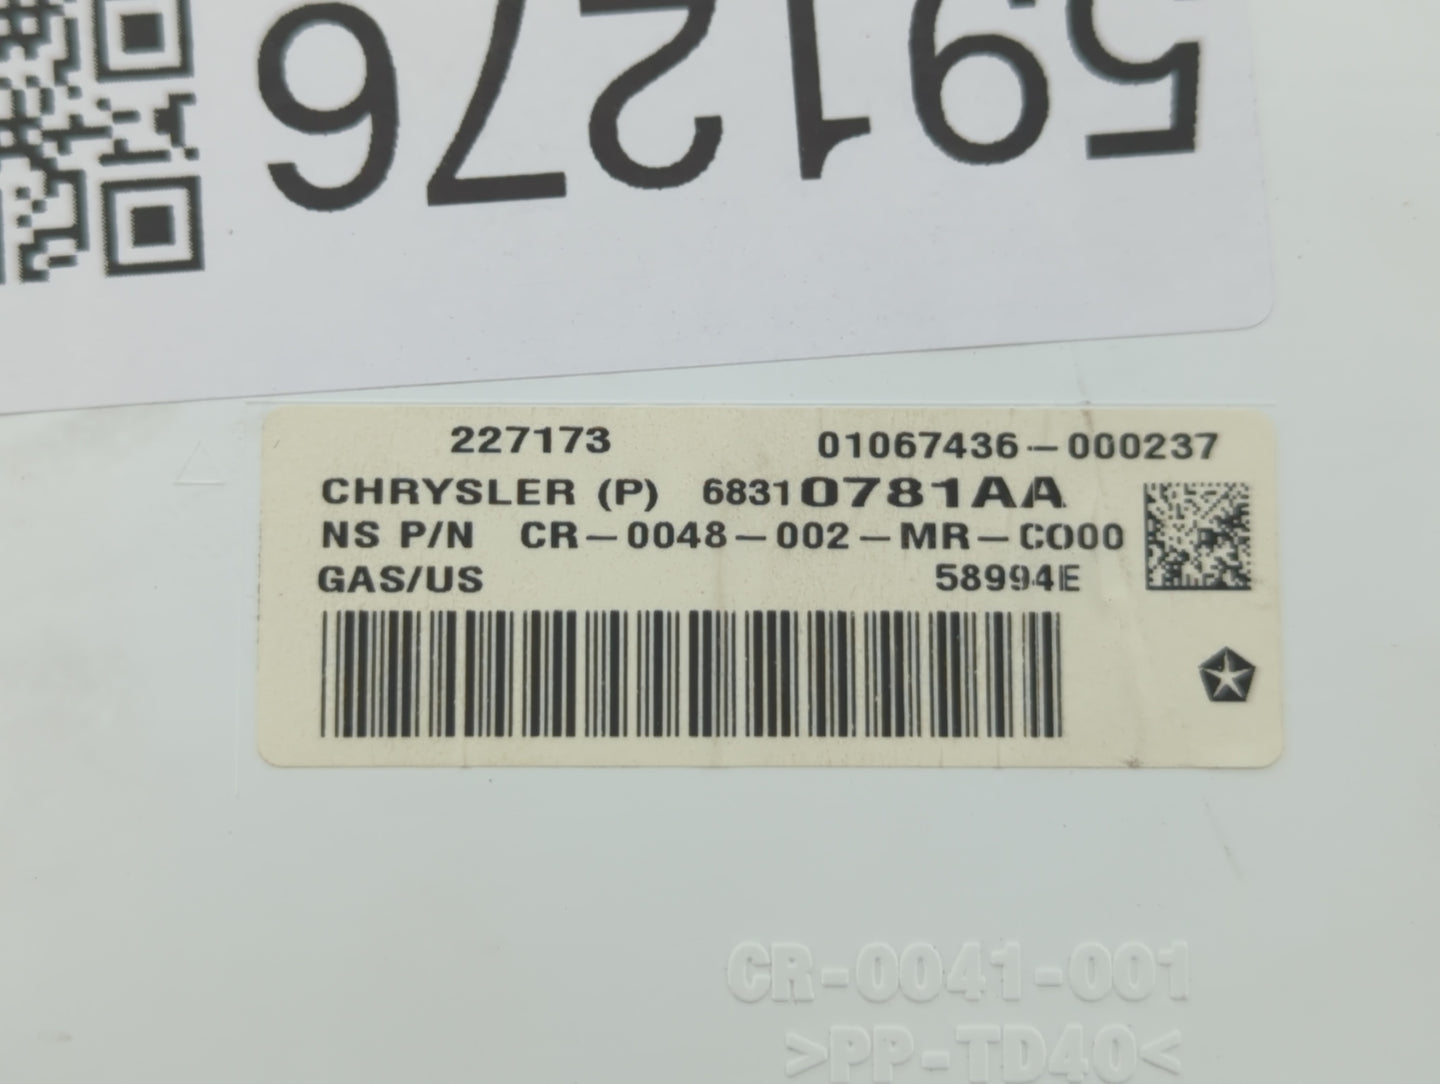 591276
227173 01067436-000237
CHRYSLER (P) 68310781AA
NS P/N CR-0048-002-MR-C000
GAS/US 58994E
CR-0041-001
>PP-TD40<